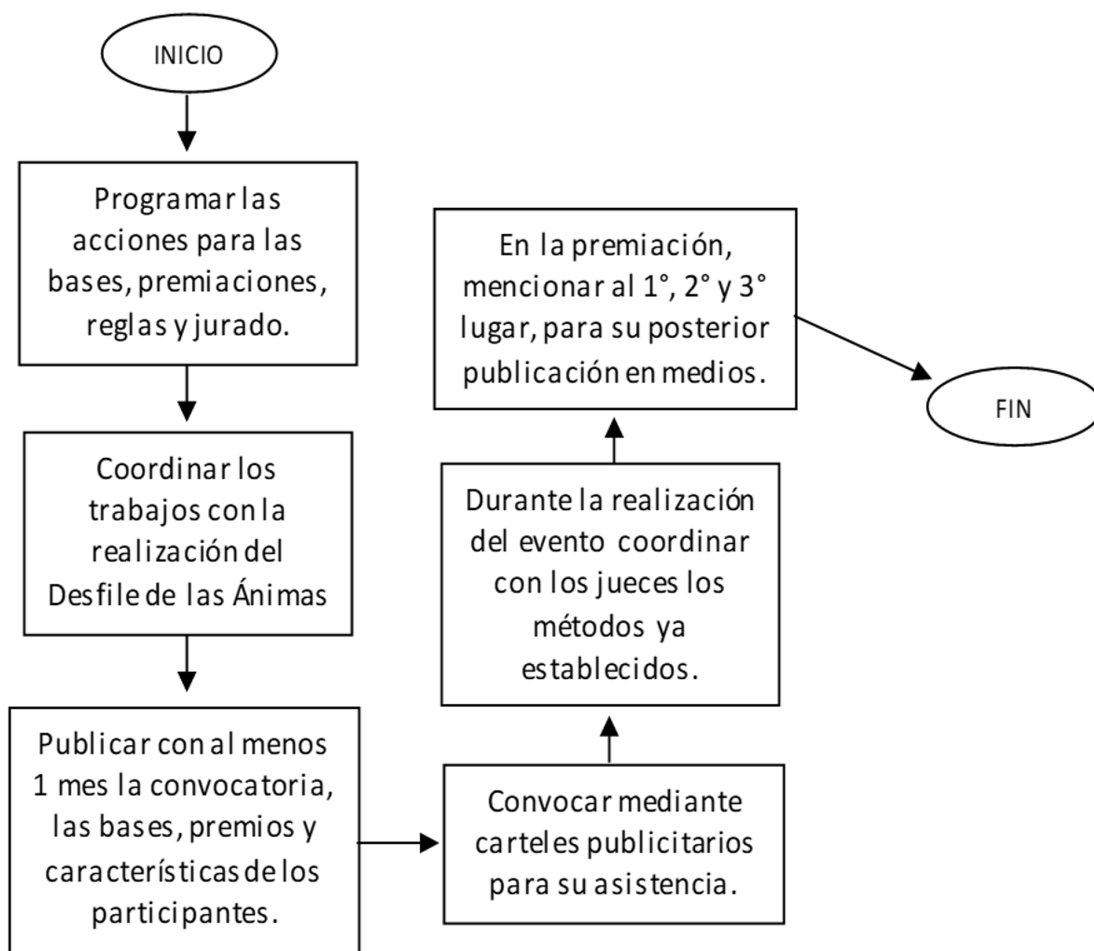 INICIO
Programar las
acciones para las
bases, premiaciones,
reglas y jurado.
Coordinar los
trabajos con la
realización del
Desfile de las Ánimas
Publicar con al menos
1 mes la convocatoria,
las bases, premios y
características de los
participantes.
Convocar mediante
carteles publicitarios
para su asistencia.
Durante la realización
del evento coordinar
con los jueces los
métodos ya
establecidos.
En la premiación,
mencionar al 1°, 2° y 3°
lugar, para su posterior
publicación en medios.
FIN